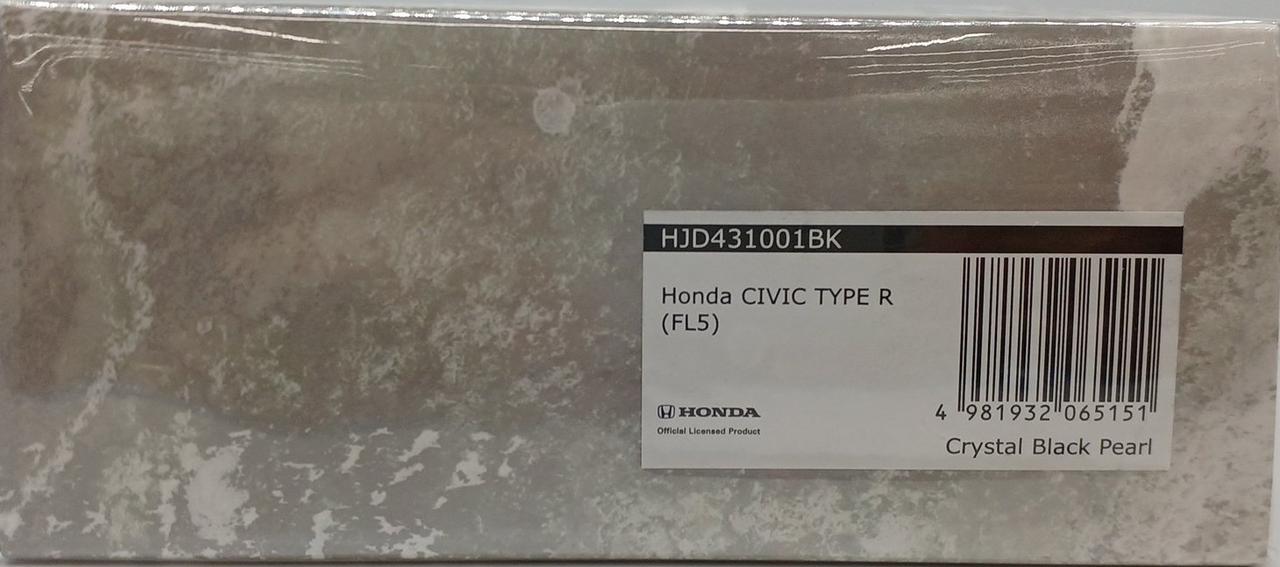 HJD431001BK
Honda CIVIC TYPE R
(FL5)
HONDA
Official Licensed Product
4 981932 065151
Crystal Black Pearl